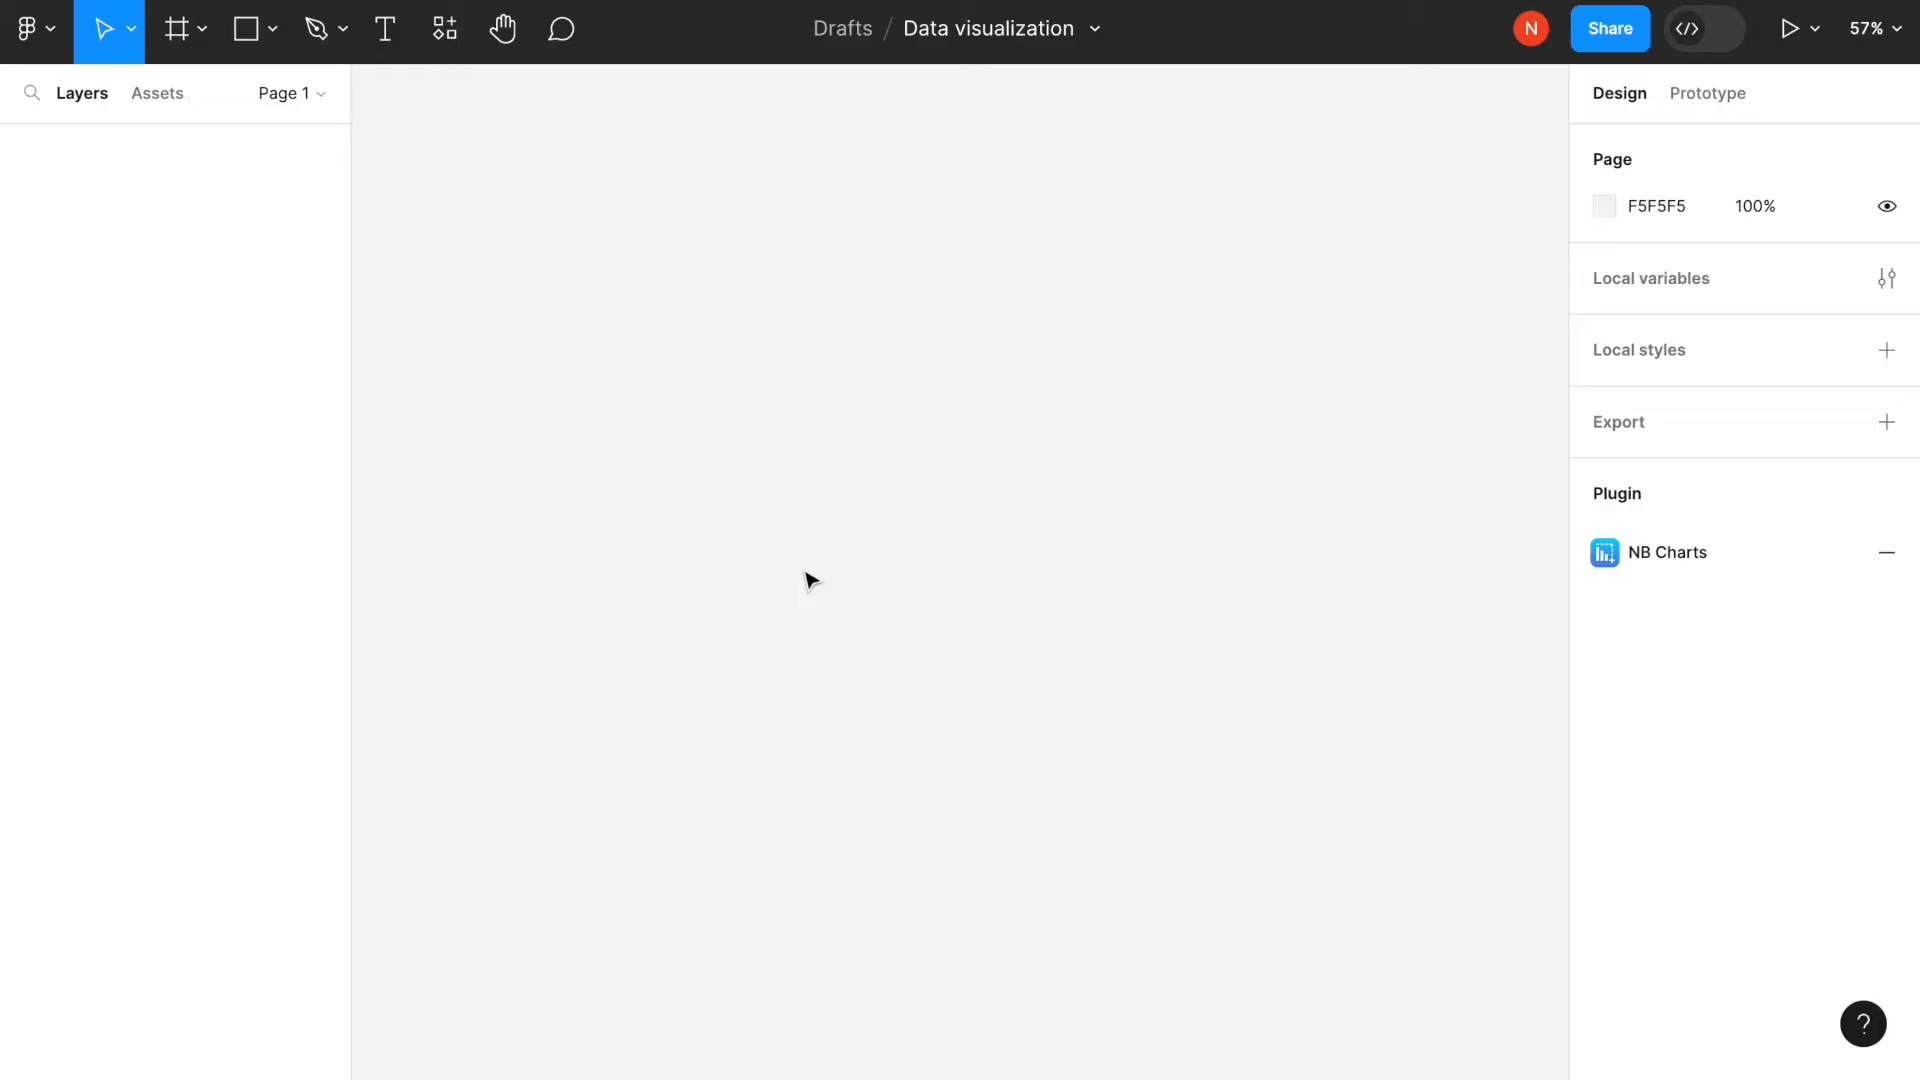 Drafts / Data visualization
N
Share
57%
Layers
Assets
Page 1
Design
Prototype
Page
F5F5F5
100%
Local variables
Local styles
Export
Plugin
NB Charts
?